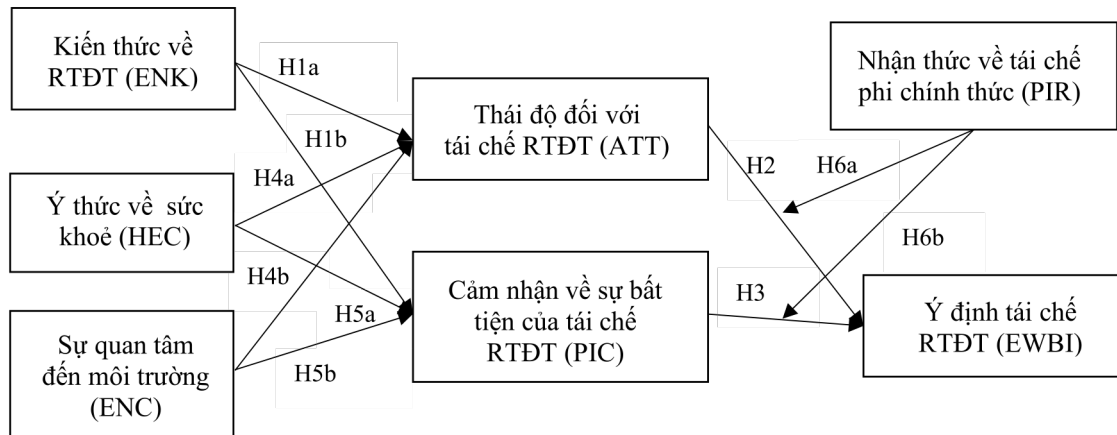 Kiến thức về
RTĐT (ENK)
H1a
H1b
Nhận thức về tái chế
phi chính thức (PIR)
Thái độ đối với
tái chế RTĐT (ATT)
H4a
H2
H6a
Ý thức về sức
khoẻ (HEC)
H6b
H4b
H5a
H3
Cảm nhận về sự bất
tiện của tái chế
RTĐT (PIC)
Ý định tái chế
RTĐT (EWBI)
Sự quan tâm
đến môi trường
(ENC)
H5b